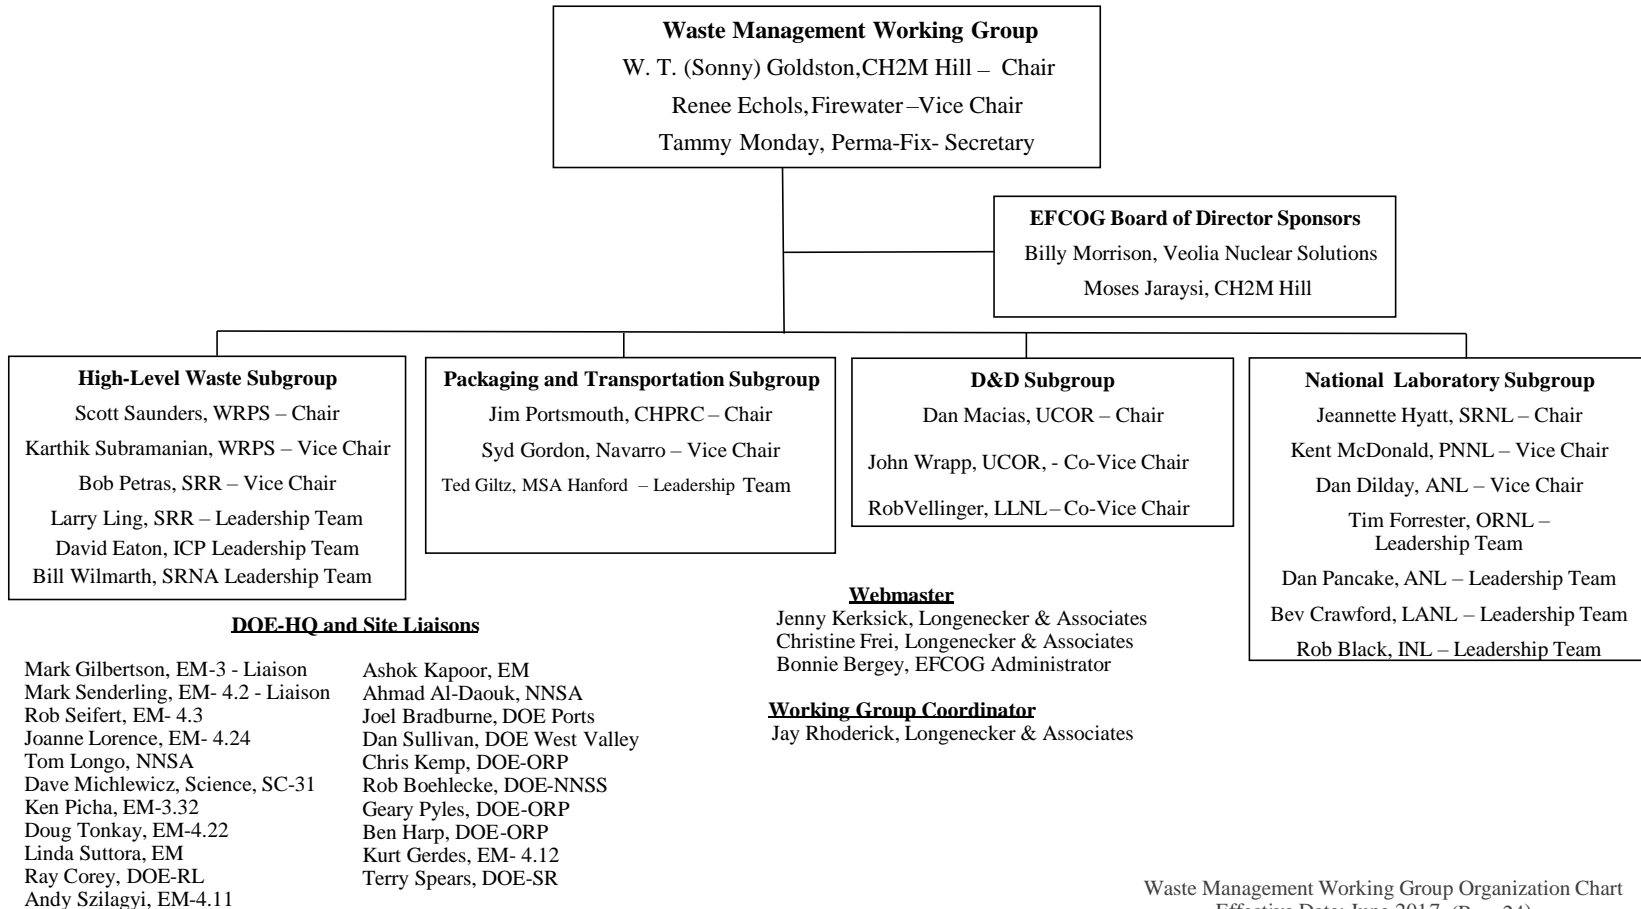 Waste Management Working Group
W. T. (Sonny) Goldston,CH2M Hill – Chair
Renee Echols,Firewater–Vice Chair
Tammy Monday, Perma-Fix- Secretary
EFCOG Board of Director Sponsors
Billy Morrison, Veolia Nuclear Solutions
Moses Jaraysi, CH2M Hill
High-Level Waste Subgroup
Scott Saunders, WRPS – Chair
Karthik Subramanian, WRPS – Vice Chair
Bob Petras, SRR – Vice Chair
Larry Ling, SRR – Leadership Team
David Eaton, ICP Leadership Team
Bill Wilmarth, SRNA Leadership Team
Packaging and Transportation Subgroup
Jim Portsmouth, CHPRC – Chair
Syd Gordon, Navarro – Vice Chair
Ted Giltz, MSA Hanford – Leadership Team
D&D Subgroup
Dan Macias, UCOR – Chair
John Wrapp, UCOR, - Co-Vice Chair
RobVellinger, LLNL–Co-Vice Chair
National Laboratory Subgroup
Jeannette Hyatt, SRNL – Chair
Kent McDonald, PNNL – Vice Chair
Dan Dilday, ANL – Vice Chair
Tim Forrester, ORNL –
Leadership Team
Dan Pancake, ANL – Leadership Team
Bev Crawford, LANL – Leadership Team
Rob Black, INL – Leadership Team
DOE-HQ and Site Liaisons
Mark Gilbertson, EM-3 - Liaison
Mark Senderling, EM- 4.2 - Liaison
Rob Seifert, EM- 4.3
Joanne Lorence, EM- 4.24
Tom Longo, NNSA
Dave Michlewicz, Science, SC-31
Ken Picha, EM-3.32
Doug Tonkay, EM-4.22
Linda Suttora, EM
Ray Corey, DOE-RL
Andy Szilagyi, EM-4.11
Ashok Kapoor, EM
Ahmad Al-Daouk, NNSA
Joel Bradburne, DOE Ports
Dan Sullivan, DOE West Valley
Chris Kemp, DOE-ORP
Rob Boehlecke, DOE-NNSS
Geary Pyles, DOE-ORP
Ben Harp, DOE-ORP
Kurt Gerdes, EM- 4.12
Terry Spears, DOE-SR
Webmaster
Jenny Kerksick, Longenecker & Associates
Christine Frei, Longenecker & Associates
Bonnie Bergey, EFCOG Administrator
Working Group Coordinator
Jay Rhoderick, Longenecker & Associates
Waste Management Working Group Organization Chart
Effective Date: June 2017 (Rev 24)